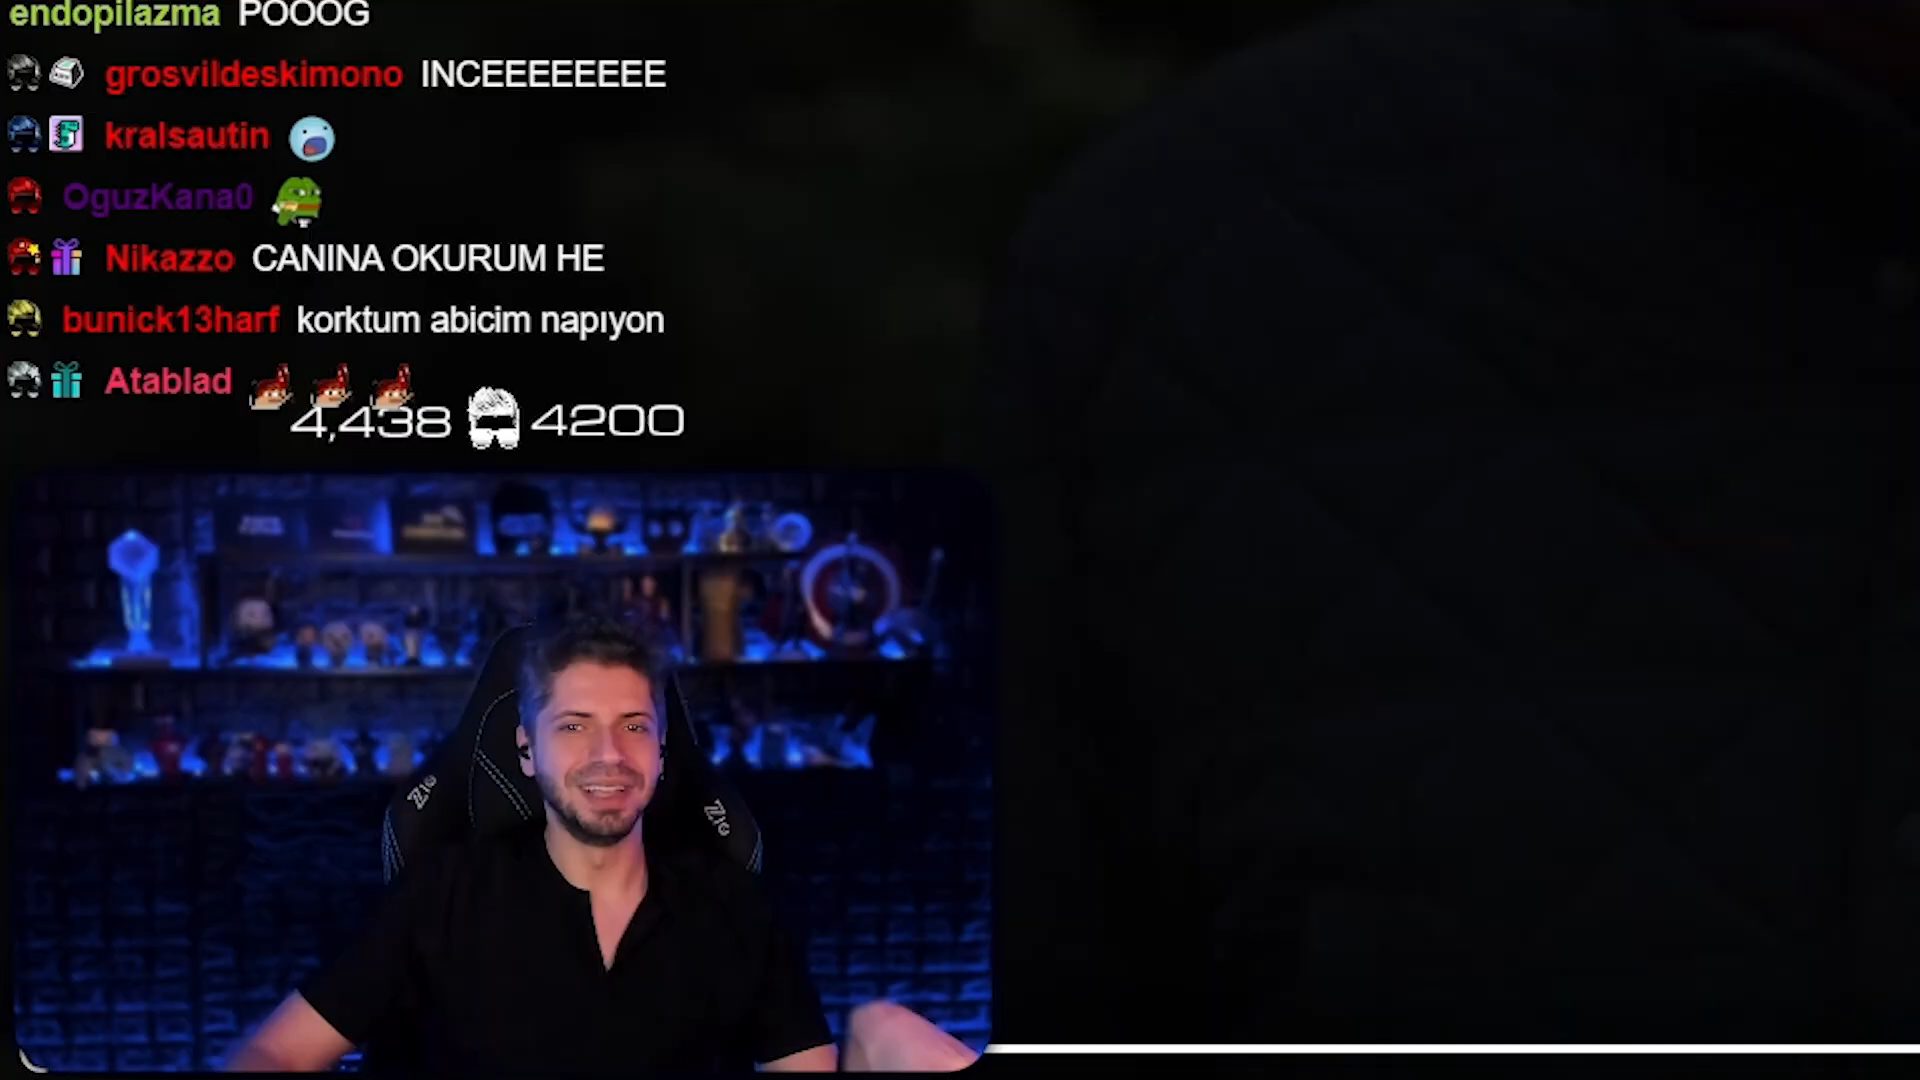 endopilazma POOOG
grosvildeskimono INCEEEEEEEE
kralsautin
OguzKana0
Nikazzo CANINA OKURUM HE
bunick13harf korktum abicim napıyon
Atablad
4,438 4200